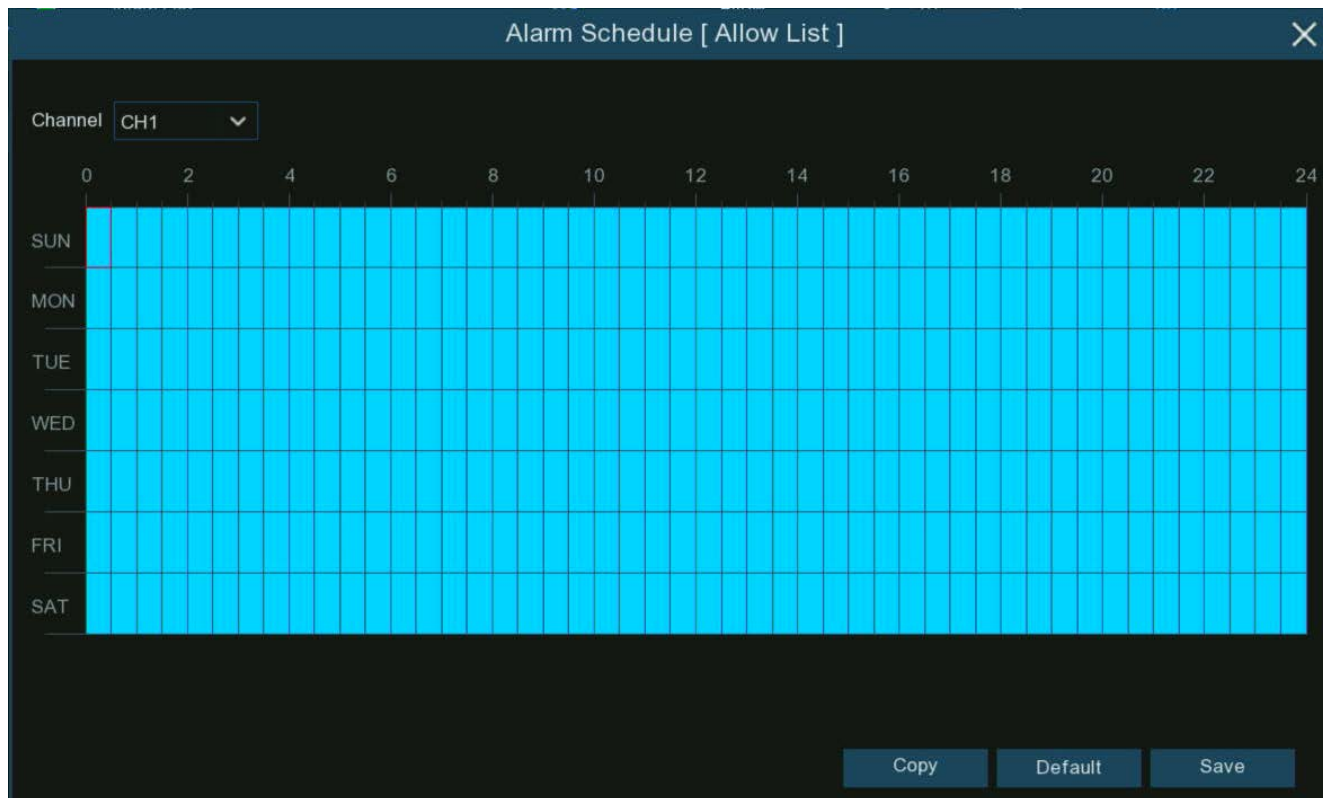 Alarm Schedule [ Allow List ]
Channel CH1
0 2 4 6 8 10 12 14 16 18 20 22 24
SUN
MON
TUE
WED
THU
FRI
SAT
Copy Default Save